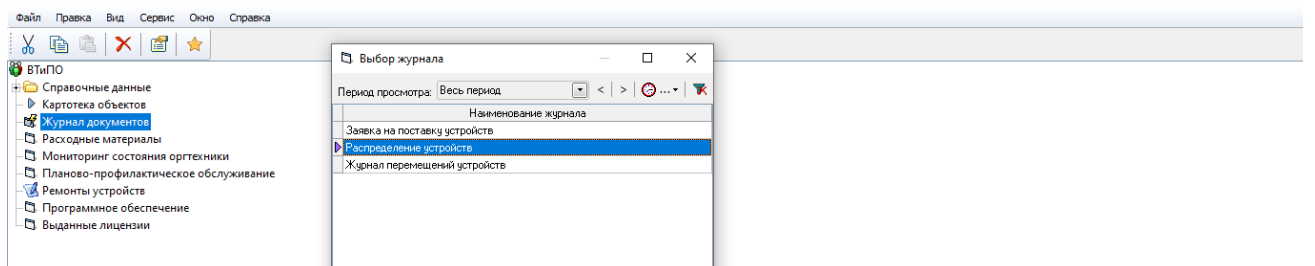 Файл Правка Вид Сервис Окно Справка
ВТиПО
Справочные данные
Картотека объектов
Журнал документов
Расходные материалы
Мониторинг состояния оргтехники
Планово-профилактическое обслуживание
Ремонты устройств
Программное обеспечение
Выданные лицензии
Выбор журнала
Период просмотра: Весь период < > ...
Наименование журнала
Заявка на поставку устройств
Распределение устройств
Журнал перемещений устройств